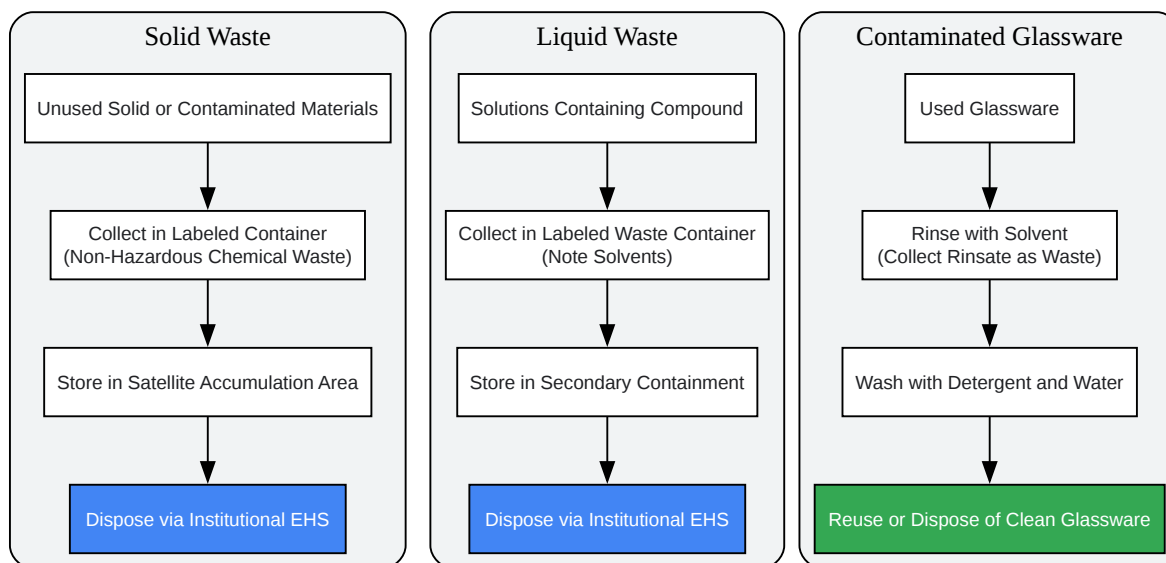 Solid Waste
Unused Solid or Contaminated Materials
Collect in Labeled Container
(Non-Hazardous Chemical Waste)
Store in Satellite Accumulation Area
Dispose via Institutional EHS
Liquid Waste
Solutions Containing Compound
Collect in Labeled Waste Container
(Note Solvents)
Store in Secondary Containment
Dispose via Institutional EHS
Contaminated Glassware
Used Glassware
Rinse with Solvent
(Collect Rinsate as Waste)
Wash with Detergent and Water
Reuse or Dispose of Clean Glassware